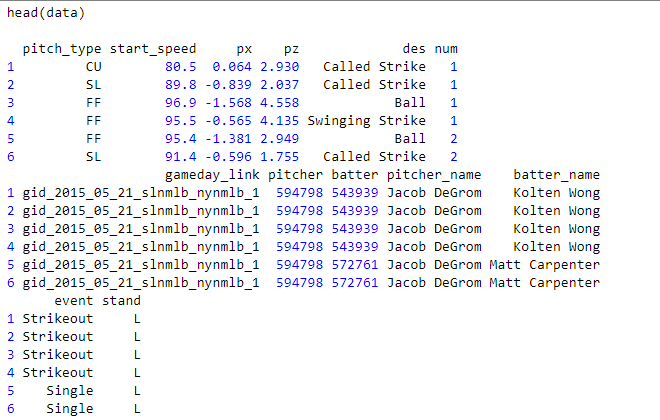 head(data)
pitch_type start_speed px pz des num
1 CU 80.5 0.064 2.930 Called Strike 1
2 SL 89.8 -0.839 2.037 Called Strike 1
3 FF 96.9 -1.568 4.558 Ball 1
4 FF 95.5 -0.565 4.135 Swinging Strike 1
5 FF 95.4 -1.381 2.949 Ball 2
6 SL 91.4 -0.596 1.755 Called Strike 2
gameday_link pitcher batter pitcher_name batter_name
1 gid_2015_05_21_slnmlb_nynmlb_1 594798 543939 Jacob DeGrom Kolten Wong
2 gid_2015_05_21_slnmlb_nynmlb_1 594798 543939 Jacob DeGrom Kolten Wong
3 gid_2015_05_21_slnmlb_nynmlb_1 594798 543939 Jacob DeGrom Kolten Wong
4 gid_2015_05_21_slnmlb_nynmlb_1 594798 543939 Jacob DeGrom Kolten Wong
5 gid_2015_05_21_slnmlb_nynmlb_1 594798 572761 Jacob DeGrom Matt Carpenter
6 gid_2015_05_21_slnmlb_nynmlb_1 594798 572761 Jacob DeGrom Matt Carpenter
event stand
1 Strikeout L
2 Strikeout L
3 Strikeout L
4 Strikeout L
5 Single L
6 Single L